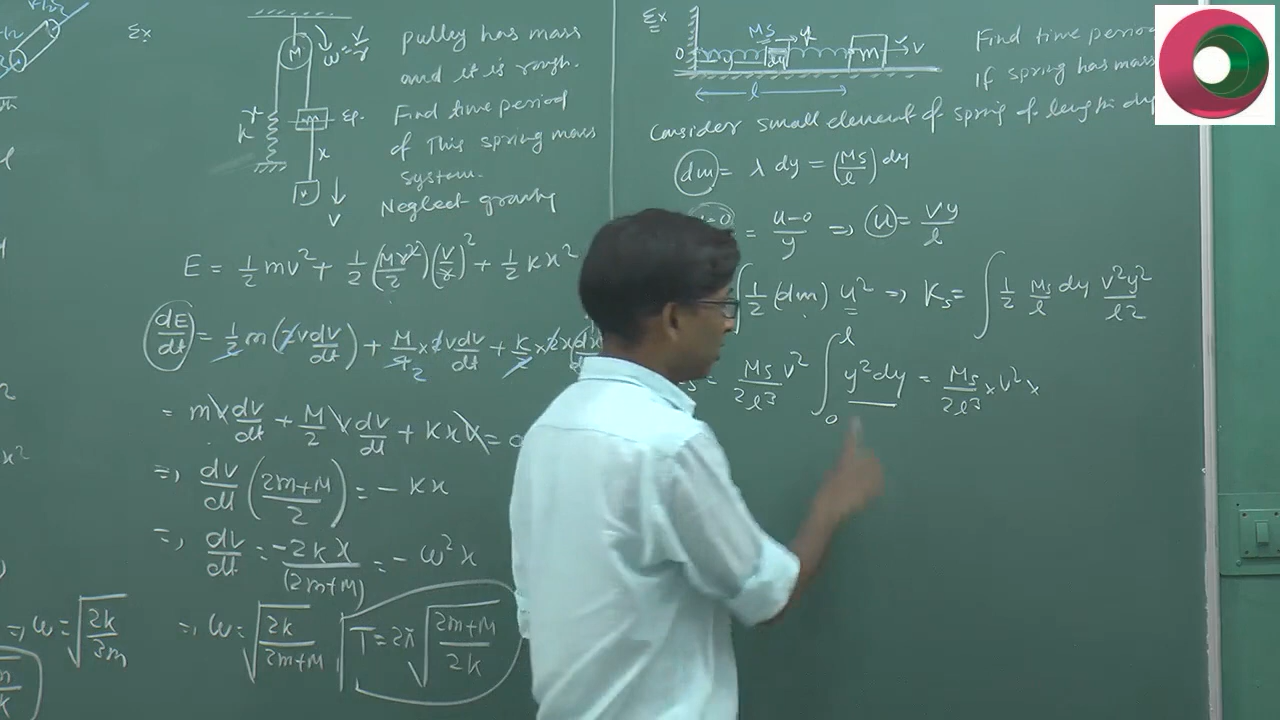 Ex
M
ω=V/r
K
x
m
Ep.
x
v
pulley has mass
and it is rough.
Find time period
of This spring mass
system.
Neglect gravity
E = 1/2 mv² + 1/2 (Mr²/2)(V/r)² + 1/2 Kx²
dE/dt = 1/2 m(2v dv/dt) + M/4 × 2v dv/dt + K/2 × 2x (dx
= mv dv/dt + M/2 v dv/dt + Kxv = 0
=> dv/dt ((2m+M)/2) = - Kx
=> dv/dt = -2kx/(2m+M) = - ω²x
=> ω = √(2k/3m)
=> ω = √(2k/(2m+M))
T = 2π √((2m+M)/2k)
Ex
Ms
0
y
dy
m
v
l
Find time period
If spring has mass
Consider small element of spring of length dy
dm = λ dy = (Ms/l) dy
= (u-0)/y => u = vy/l
∫ 1/2 (dm) u² => Ks = ∫ 1/2 Ms/l dy v²y²/l²
= Ms/2l³ v² ∫₀ˡ y²dy = Ms/2l³ × v² ×